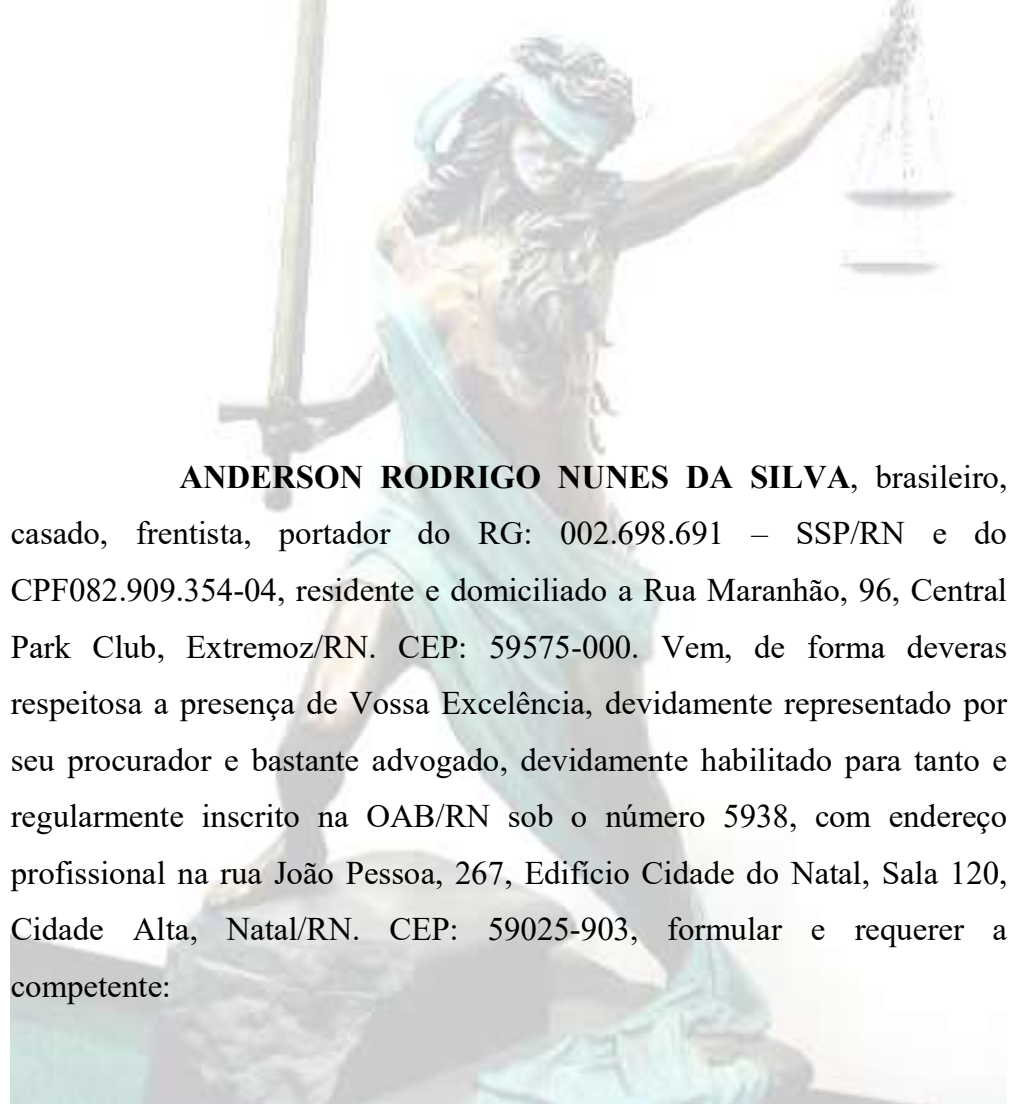 ANDERSON RODRIGO NUNES DA SILVA, brasileiro,
casado, frentista, portador do RG: 002.698.691 – SSP/RN e do
CPF082.909.354-04, residente e domiciliado a Rua Maranhão, 96, Central
Park Club, Extremoz/RN. CEP: 59575-000. Vem, de forma deveras
respeitosa a presença de Vossa Excelência, devidamente representado por
seu procurador e bastante advogado, devidamente habilitado para tanto e
regularmente inscrito na OAB/RN sob o número 5938, com endereço
profissional na rua João Pessoa, 267, Edifício Cidade do Natal, Sala 120,
Cidade Alta, Natal/RN. CEP: 59025-903, formular e requerer a
competente: